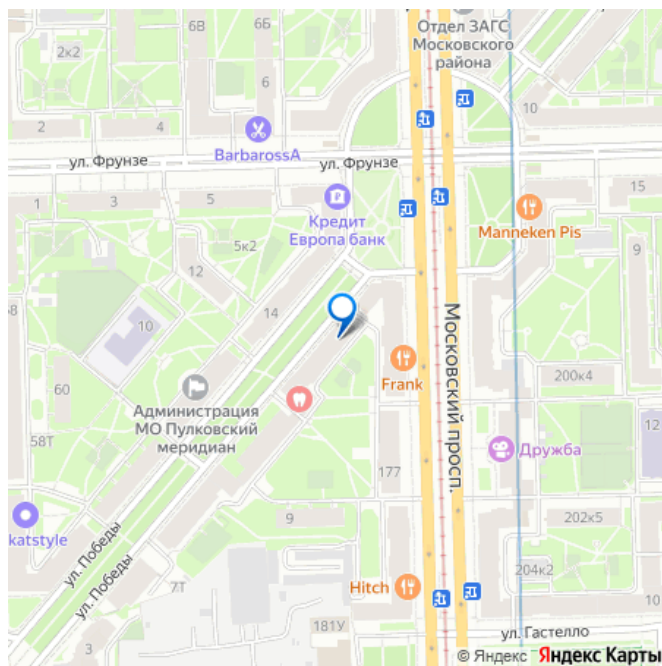 2к2
6В
6Б
Отдел ЗАГС
Московского
района
6
10
2
4
BarbarossA
ул. Фрунзе
ул. Фрунзе
1
3
5
15
Кредит
Европа банк
Manneken Pis
5к2
12
9
14
10
Московский просп.
60
Frank
200к4
Администрация
МО Пулковский
меридиан
58Т
12
177
Дружба
9
202к5
katstyle
ул. Победы
ул. Победы
7Т
204к2
Hitch
181У
3
ул. Гастелло
© Яндекс Яндекс Карты